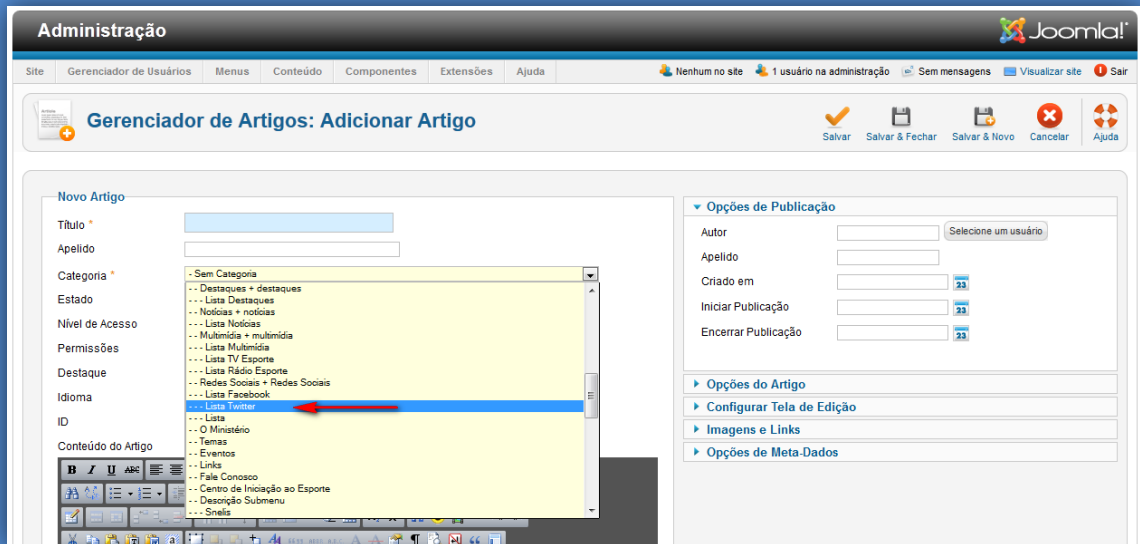 Administração
Joomla!
Site Gerenciador de Usuários Menus Conteúdo Componentes Extensões Ajuda
Nenhum no site 1 usuário na administração Sem mensagens Visualizar site Sair
Gerenciador de Artigos: Adicionar Artigo
Salvar Salvar & Fechar Salvar & Novo Cancelar Ajuda
Novo Artigo
Título *
Apelido
Categoria *
- Sem Categoria
Estado
Nível de Acesso
Permissões
Destaque
Idioma
ID
Conteúdo do Artigo
- - Destaques + destaques
- - - Lista Destaques
- - Notícias + notícias
- - - Lista Notícias
- - Multimídia + multimídia
- - - Lista Multimídia
- - - Lista TV Esporte
- - - Lista Rádio Esporte
- - Redes Sociais + Redes Sociais
- - - Lista Facebook
- - - Lista Twitter
- - - Lista
- - O Ministério
- - Temas
- - Eventos
- - Links
- - Fale Conosco
- - Centro de Iniciação ao Esporte
- - Descrição Submenu
- - - Snelis
B I U ABC
Opções de Publicação
Autor
Selecione um usuário
Apelido
Criado em
23
Iniciar Publicação
23
Encerrar Publicação
23
Opções do Artigo
Configurar Tela de Edição
Imagens e Links
Opções de Meta-Dados